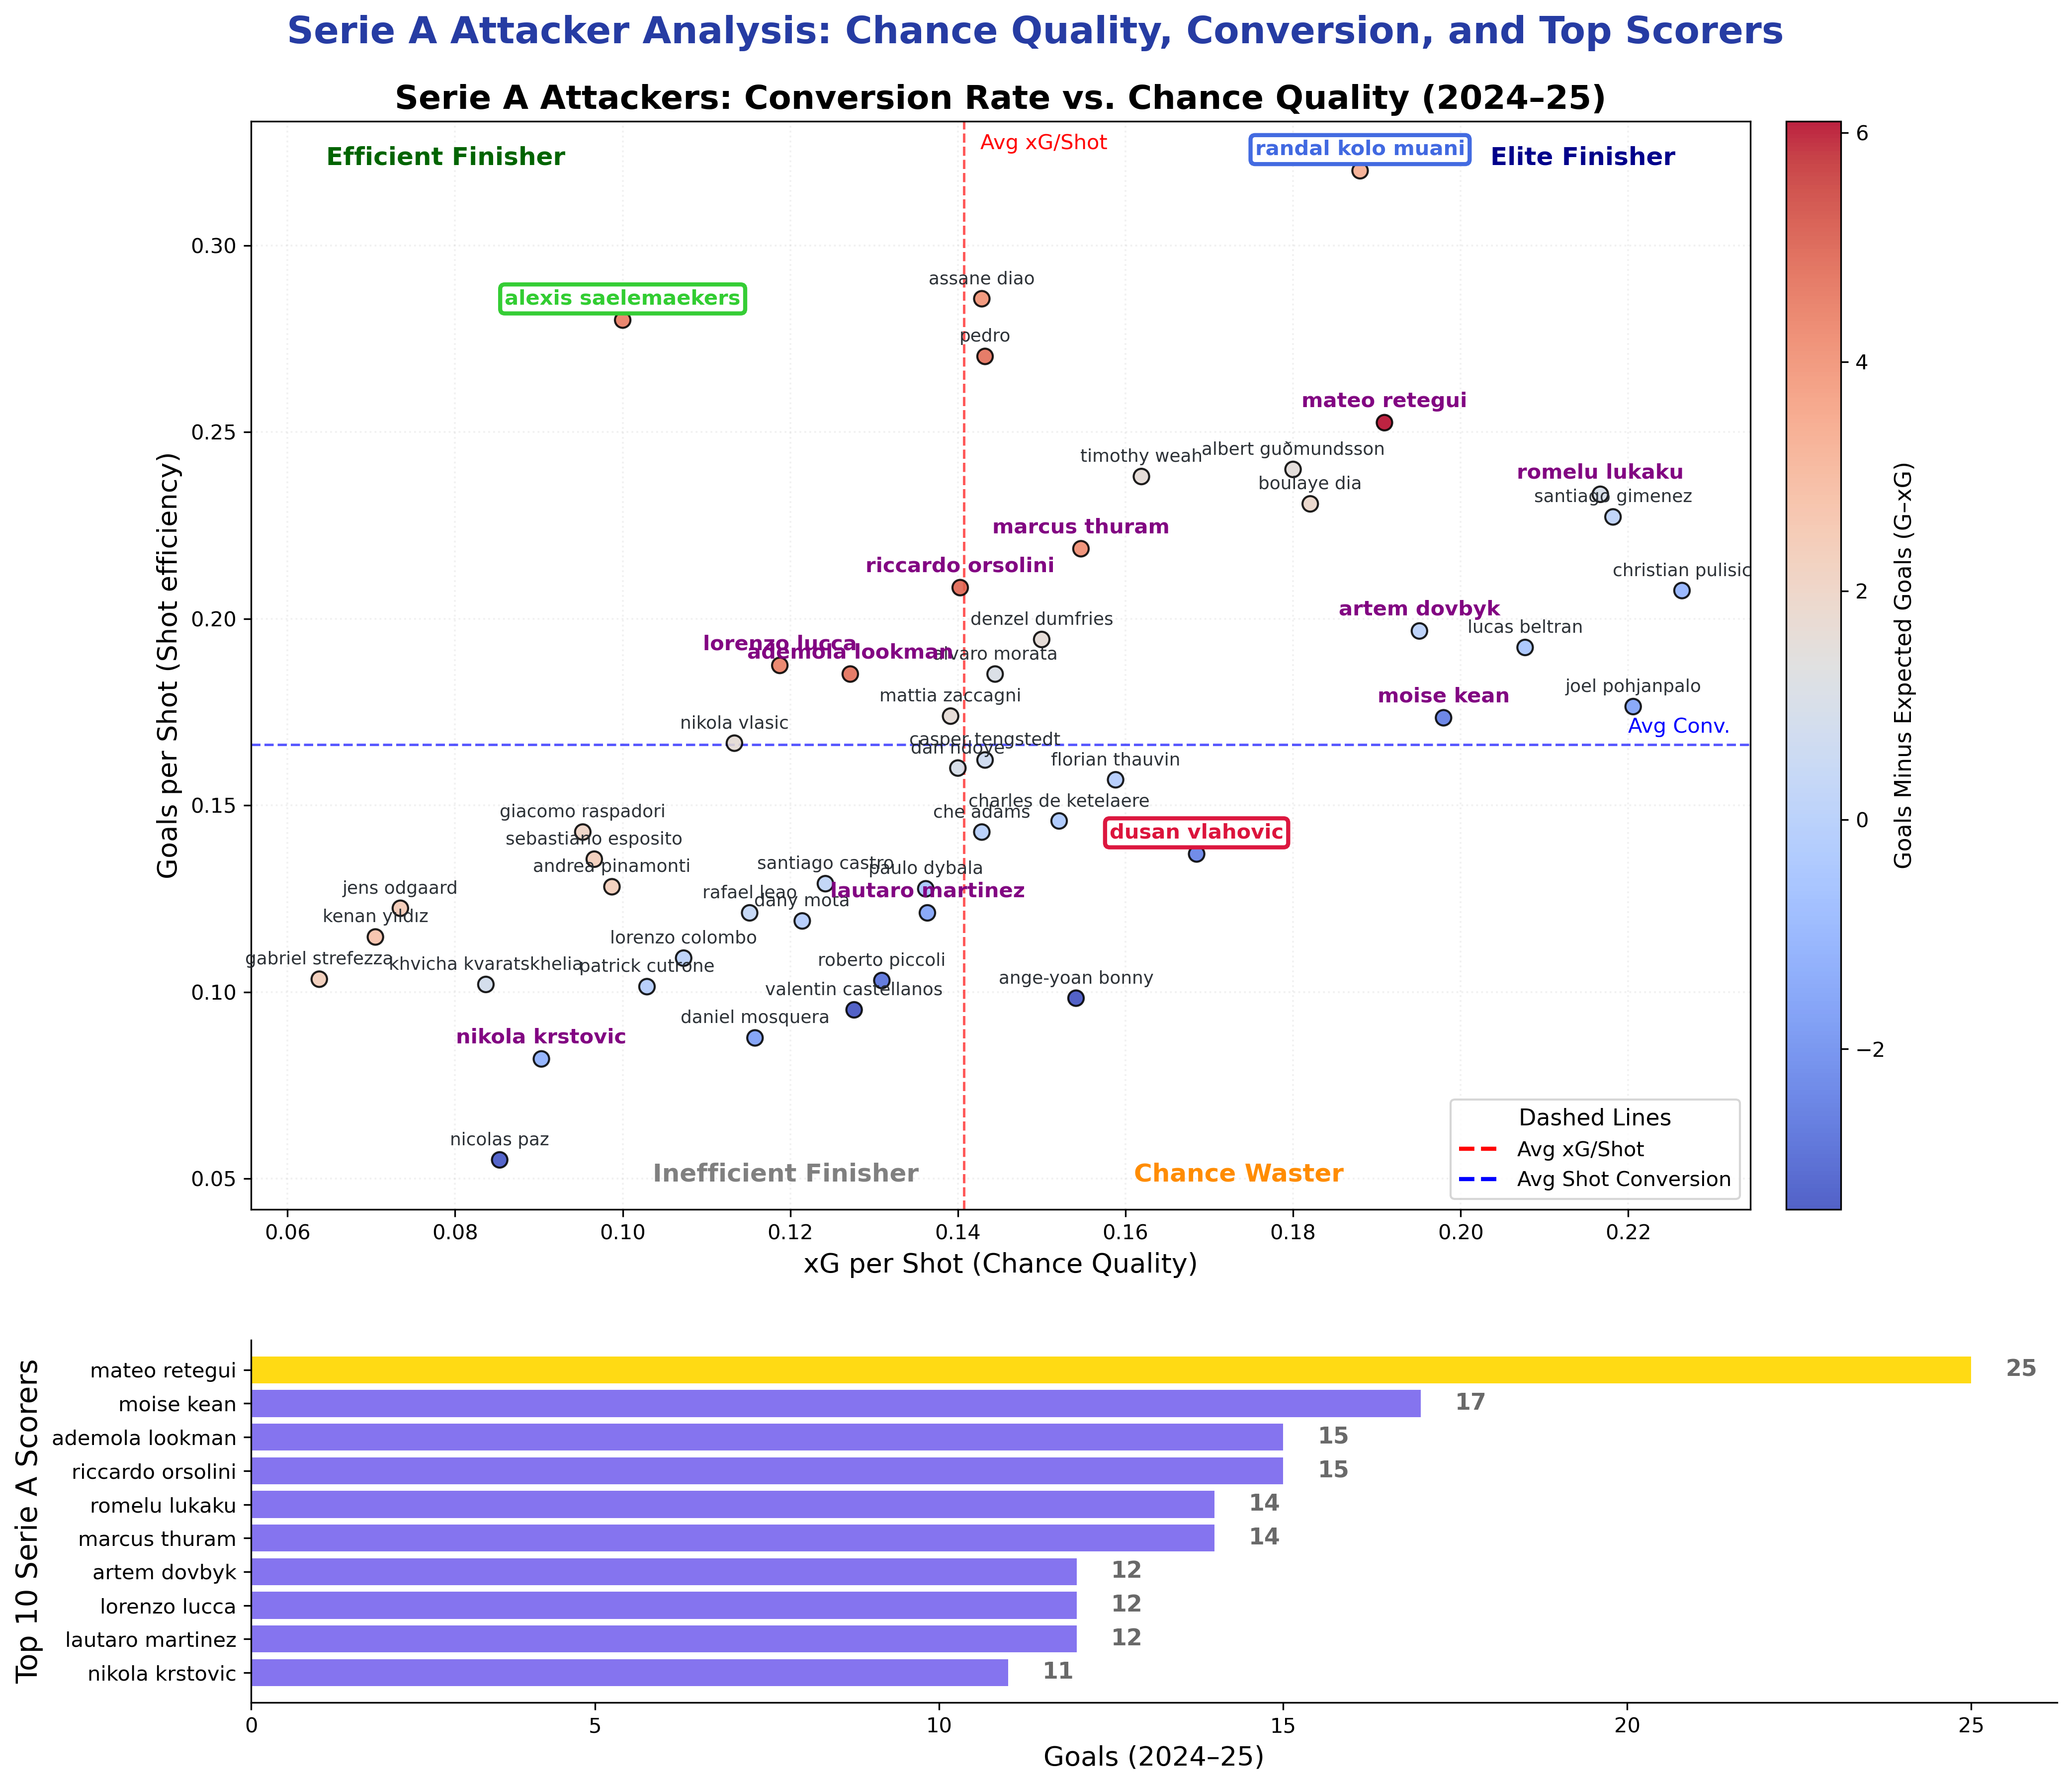 Serie A Attacker Analysis: Chance Quality, Conversion, and Top Scorers
Serie A Attackers: Conversion Rate vs. Chance Quality (2024–25)
Efficient Finisher
Avg xG/Shot
randal kolo muani
Elite Finisher
alexis saelemaekers
assane diao
pedro
mateo retegui
timothy weah
albert guðmundsson
boulaye dia
romelu lukaku
santiago gimenez
marcus thuram
riccardo orsolini
christian pulisic
artem dovbyk
lucas beltran
denzel dumfries
lorenzo lucca
ademola lookman
alvaro morata
mattia zaccagni
moise kean
joel pohjanpalo
nikola vlasic
Avg Conv.
casper tengstedt
dan ndoye
florian thauvin
charles de ketelaere
giacomo raspadori
che adams
dusan vlahovic
sebastiano esposito
andrea pinamonti
santiago castro
paulo dybala
jens odgaard
rafael leao
lautaro martinez
dany mota
kenan yıldız
lorenzo colombo
gabriel strefezza
khvicha kvaratskhelia
patrick cutrone
roberto piccoli
valentin castellanos
ange-yoan bonny
daniel mosquera
nikola krstovic
nicolas paz
Inefficient Finisher
Chance Waster
Dashed Lines
Avg xG/Shot
Avg Shot Conversion
0.30
0.25
0.20
0.15
0.10
0.05
Goals per Shot (Shot efficiency)
0.06 0.08 0.10 0.12 0.14 0.16 0.18 0.20 0.22
xG per Shot (Chance Quality)
6
4
2
0
−2
Goals Minus Expected Goals (G–xG)
Top 10 Serie A Scorers
mateo retegui 25
moise kean 17
ademola lookman 15
riccardo orsolini 15
romelu lukaku 14
marcus thuram 14
artem dovbyk 12
lorenzo lucca 12
lautaro martinez 12
nikola krstovic 11
0 5 10 15 20 25
Goals (2024–25)